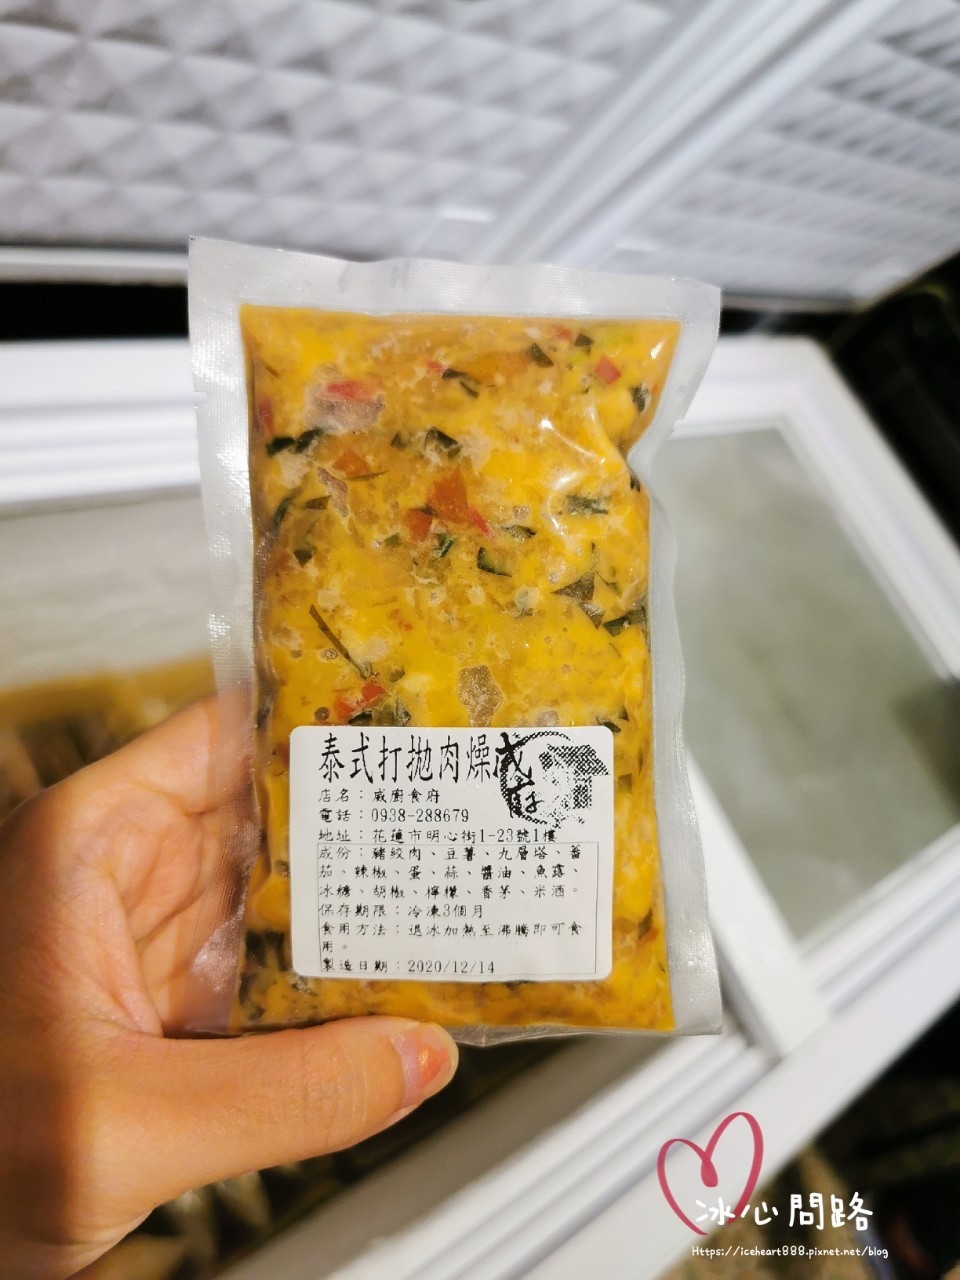 泰式打拋肉燥
店名：威廚食府
電話：0938-288679
地址：花蓮市明心街1-23號1樓
成份：豬絞肉、豆薯、九層塔、蕃
茄、辣椒、蛋、蒜、醬油、魚露、
冰糖、胡椒、檸檬、香茅、米酒。
保存期限：冷凍3個月
食用方法：退冰加熱至沸騰即可食
用。
製造日期：2020/12/14
冰心問路
Https://iceheart888.pixnet.net/blog